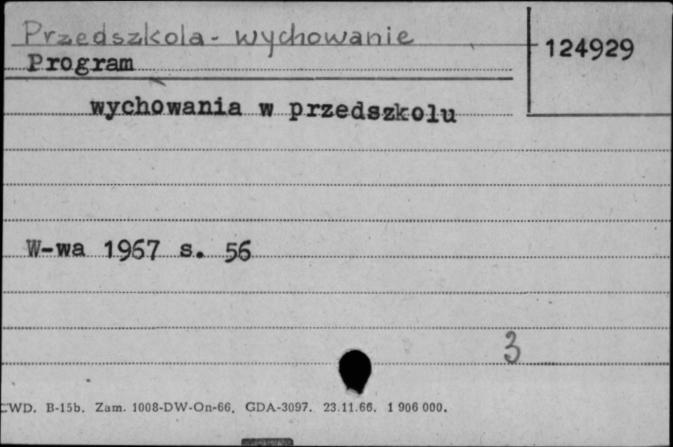 Przedszkola - wychowanie
124929
Program
wychowania w przedszkolu
W-wa 1967 s. 56
3
CWD. B-15b. Zam. 1008-DW-On-66. GDA-3097. 23.11.66. 1 906 000.